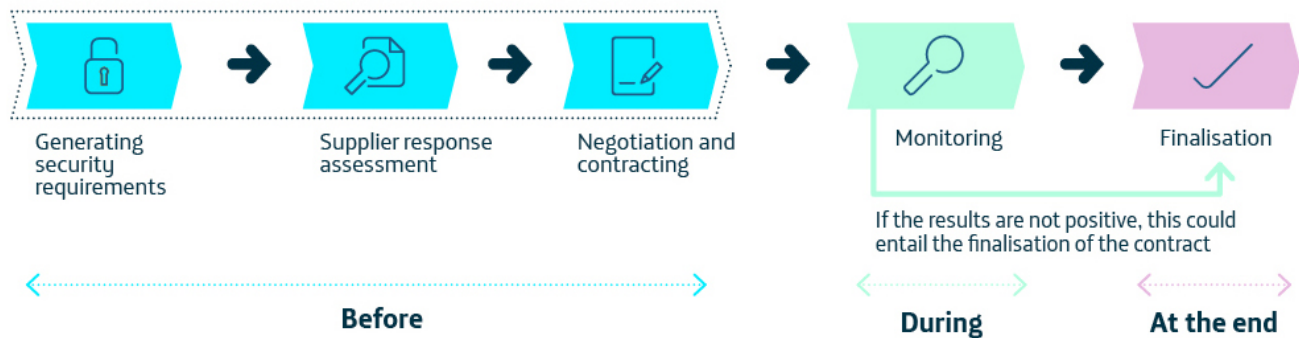 Generating
security
requirements
Supplier response
assessment
Negotiation and
contracting
Monitoring
Finalisation
If the results are not positive, this could
entail the finalisation of the contract
Before
During
At the end